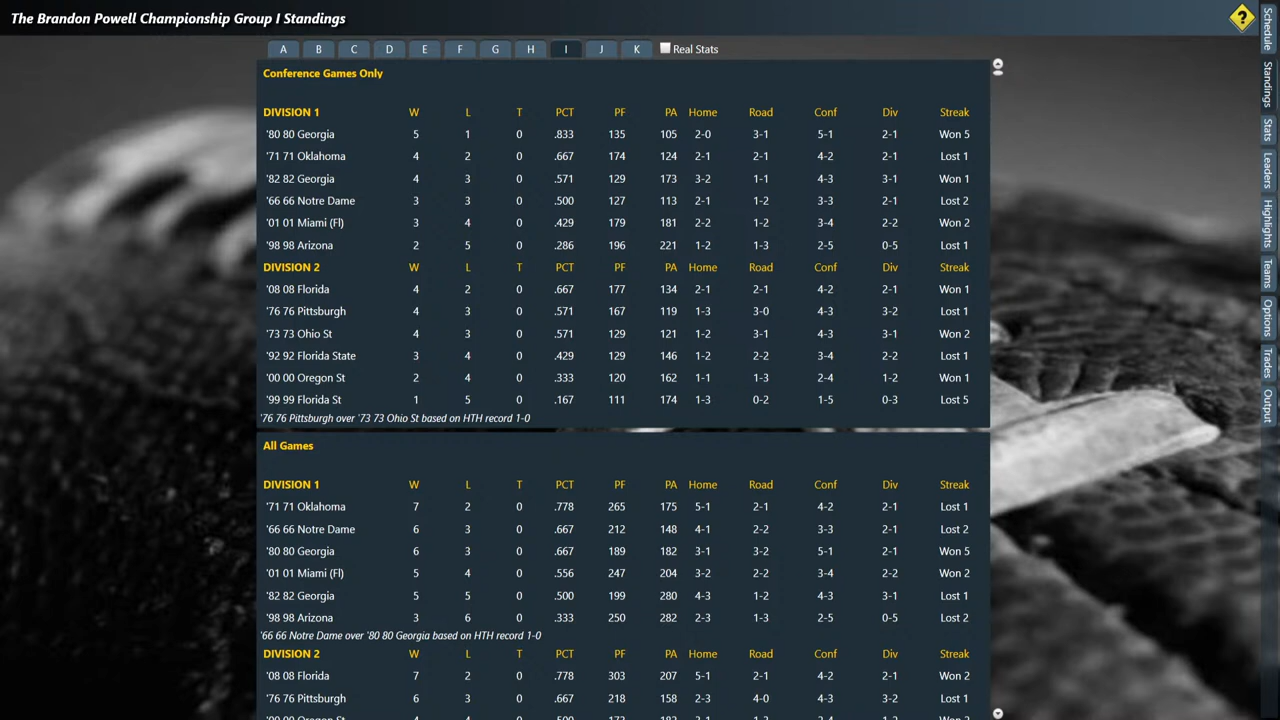 The Brandon Powell Championship Group I Standings
?
A B C D E F G H I J K Real Stats
Conference Games Only
DIVISION 1 W L T PCT PF PA Home Road Conf Div Streak
'80 80 Georgia 5 1 0 .833 135 105 2-0 3-1 5-1 2-1 Won 5
'71 71 Oklahoma 4 2 0 .667 174 124 2-1 2-1 4-2 2-1 Lost 1
'82 82 Georgia 4 3 0 .571 129 173 3-2 1-1 4-3 3-1 Won 1
'66 66 Notre Dame 3 3 0 .500 127 113 2-1 1-2 3-3 2-1 Lost 2
'01 01 Miami (Fl) 3 4 0 .429 179 181 2-2 1-2 3-4 2-2 Won 2
'98 98 Arizona 2 5 0 .286 196 221 1-2 1-3 2-5 0-5 Lost 1
DIVISION 2 W L T PCT PF PA Home Road Conf Div Streak
'08 08 Florida 4 2 0 .667 177 134 2-1 2-1 4-2 2-1 Won 1
'76 76 Pittsburgh 4 3 0 .571 167 119 1-3 3-0 4-3 3-2 Lost 1
'73 73 Ohio St 4 3 0 .571 129 121 1-2 3-1 4-3 3-1 Won 2
'92 92 Florida State 3 4 0 .429 129 146 1-2 2-2 3-4 2-2 Lost 1
'00 00 Oregon St 2 4 0 .333 120 162 1-1 1-3 2-4 1-2 Won 1
'99 99 Florida St 1 5 0 .167 111 174 1-3 0-2 1-5 0-3 Lost 5
'76 76 Pittsburgh over '73 73 Ohio St based on HTH record 1-0
All Games
DIVISION 1 W L T PCT PF PA Home Road Conf Div Streak
'71 71 Oklahoma 7 2 0 .778 265 175 5-1 2-1 4-2 2-1 Lost 1
'66 66 Notre Dame 6 3 0 .667 212 148 4-1 2-2 3-3 2-1 Lost 2
'80 80 Georgia 6 3 0 .667 189 182 3-1 3-2 5-1 2-1 Won 5
'01 01 Miami (Fl) 5 4 0 .556 247 204 3-2 2-2 3-4 2-2 Won 2
'82 82 Georgia 5 5 0 .500 199 280 4-3 1-2 4-3 3-1 Lost 1
'98 98 Arizona 3 6 0 .333 250 282 2-3 1-3 2-5 0-5 Lost 2
'66 66 Notre Dame over '80 80 Georgia based on HTH record 1-0
DIVISION 2 W L T PCT PF PA Home Road Conf Div Streak
'08 08 Florida 7 2 0 .778 303 207 5-1 2-1 4-2 2-1 Won 2
'76 76 Pittsburgh 6 3 0 .667 218 158 2-3 4-0 4-3 3-2 Lost 1
'00 00 Oregon St 4 4 0 .500 173 3-1 2-4 1-2 Won 2
Schedule
Standings
Stats
Leaders
Highlights
Teams
Options
Trades
Output